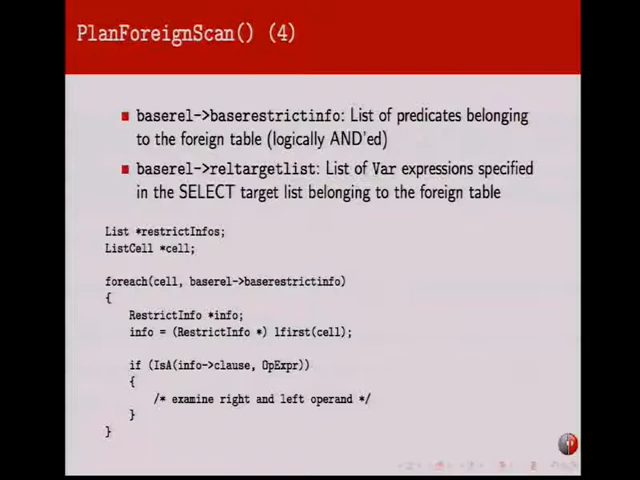 PlanForeignScan() (4)
baserel->baserestrictinfo: List of predicates belonging
to the foreign table (logically AND'ed)
baserel->reltargetlist: List of Var expressions specified
in the SELECT target list belonging to the foreign table
List *restrictInfos;
ListCell *cell;
foreach(cell, baserel->baserestrictinfo)
{
RestrictInfo *info;
info = (RestrictInfo *) lfirst(cell);
if (IsA(info->clause, OpExpr))
{
/* examine right and left operand */
}
}